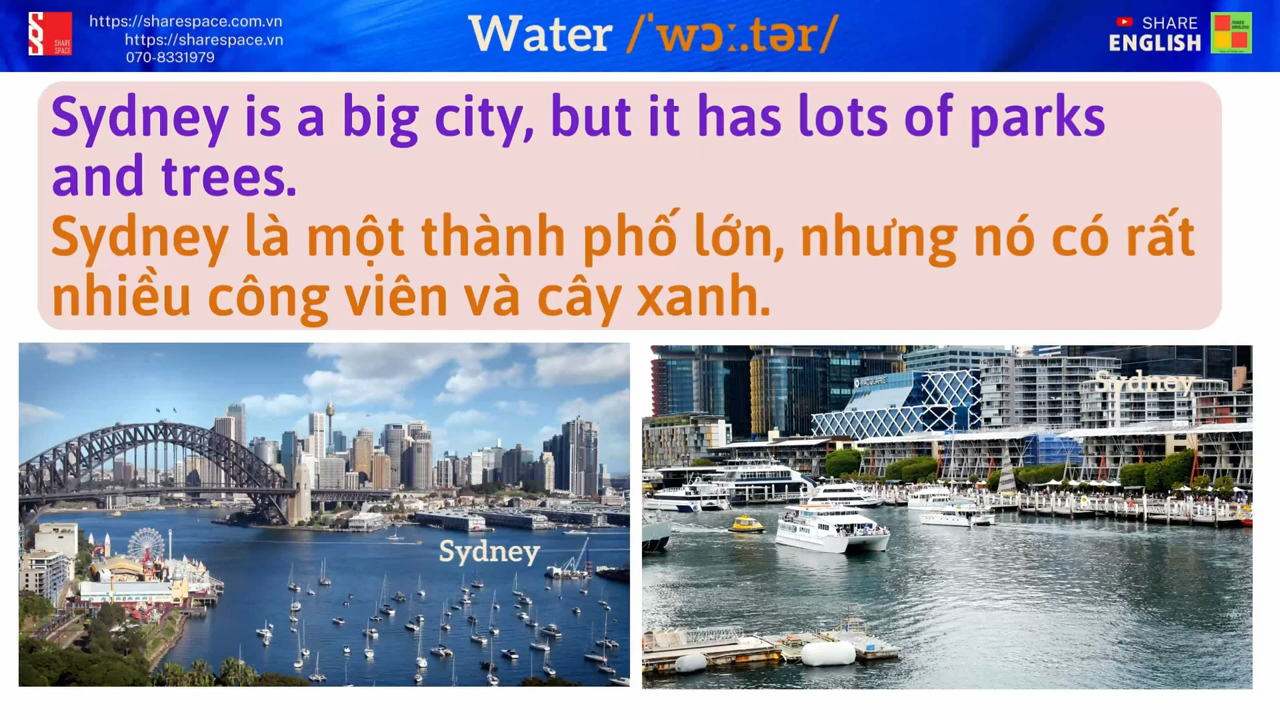 SHARE
SPACE
https://sharespace.com.vn
https://sharespace.vn
070-8331979
Water /ˈwɔː.tər/
SHARE
ENGLISH
Sydney is a big city, but it has lots of parks
and trees.
Sydney là một thành phố lớn, nhưng nó có rất
nhiều công viên và cây xanh.
Sydney
Sydney